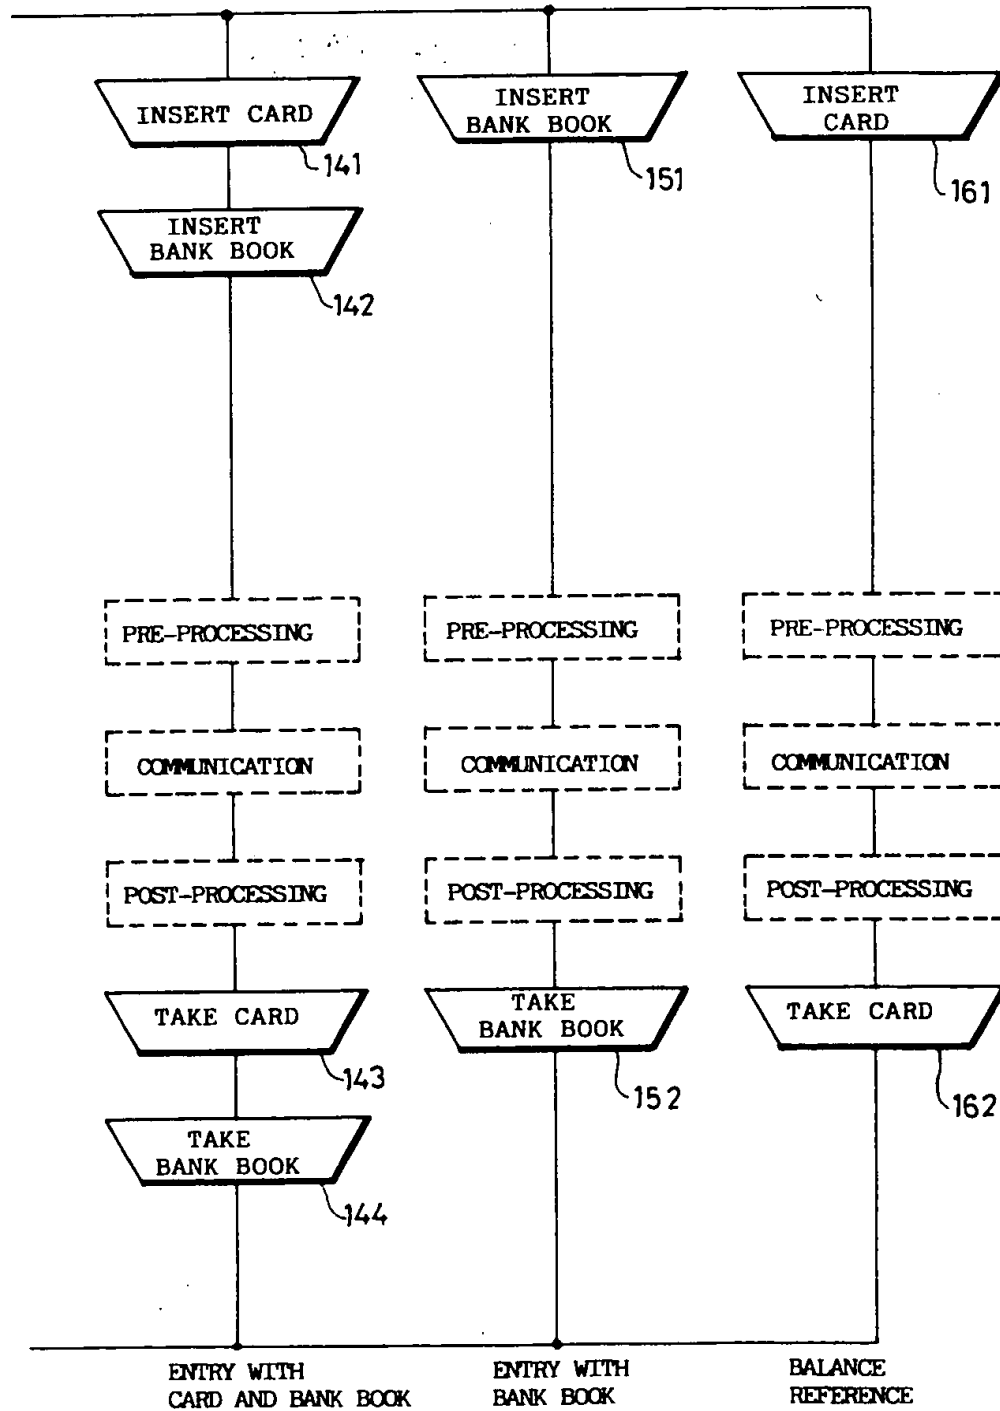 INSERT CARD
141
INSERT
BANK BOOK
142
PRE-PROCESSING
COMMUNICATION
POST-PROCESSING
TAKE CARD
143
TAKE
BANK BOOK
144
ENTRY WITH
CARD AND BANK BOOK
INSERT
BANK BOOK
151
PRE-PROCESSING
COMMUNICATION
POST-PROCESSING
TAKE
BANK BOOK
152
ENTRY WITH
BANK BOOK
INSERT
CARD
161
PRE-PROCESSING
COMMUNICATION
POST-PROCESSING
TAKE CARD
162
BALANCE
REFERENCE